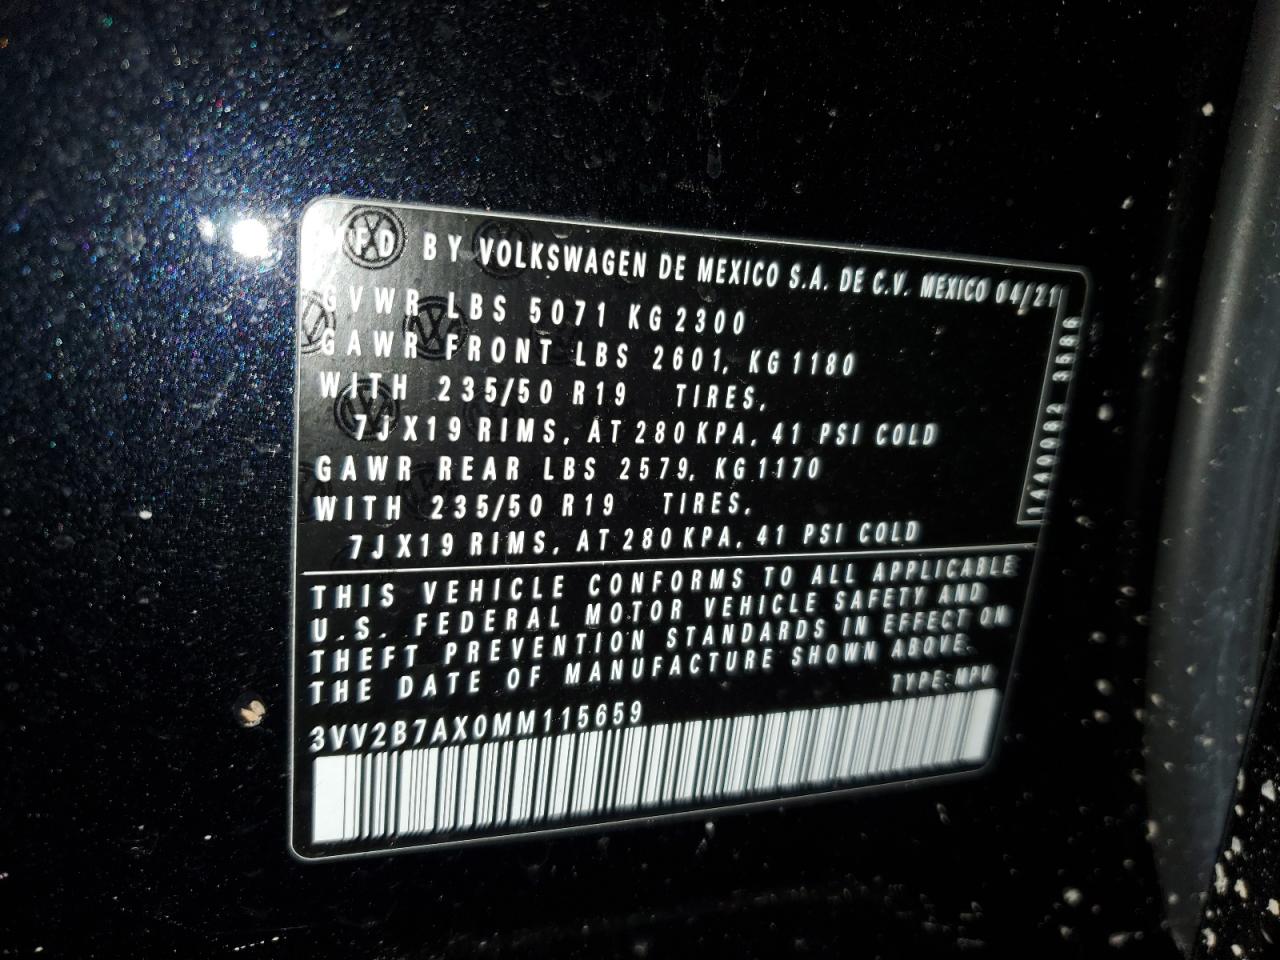 MFD BY VOLKSWAGEN DE MEXICO S.A. DE C.V. MEXICO 04/21
GVWR LBS 5071 KG 2300
GAWR FRONT LBS 2601, KG 1180
WITH 235/50 R19 TIRES,
7JX19 RIMS, AT 280 KPA, 41 PSI COLD
GAWR REAR LBS 2579, KG 1170
WITH 235/50 R19 TIRES,
7JX19 RIMS, AT 280 KPA, 41 PSI COLD
THIS VEHICLE CONFORMS TO ALL APPLICABLE
U.S. FEDERAL MOTOR VEHICLE SAFETY AND
THEFT PREVENTION STANDARDS IN EFFECT ON
THE DATE OF MANUFACTURE SHOWN ABOVE.
TYPE: MPV
3VV2B7AX0MM115659